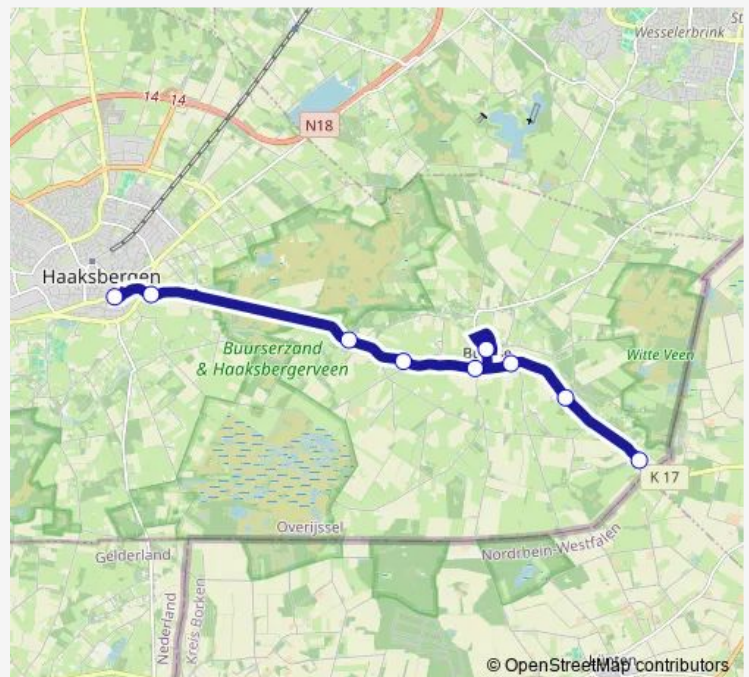 Wesselerbrink
14
14
N18
Haaksbergen
Buurserzand
& Haaksbergerveen
Witte Veen
K 17
Overijssel
Gelderland
Nordrhein-Westfalen
Nederland
Kreis Borken
© OpenStreetMap contributors